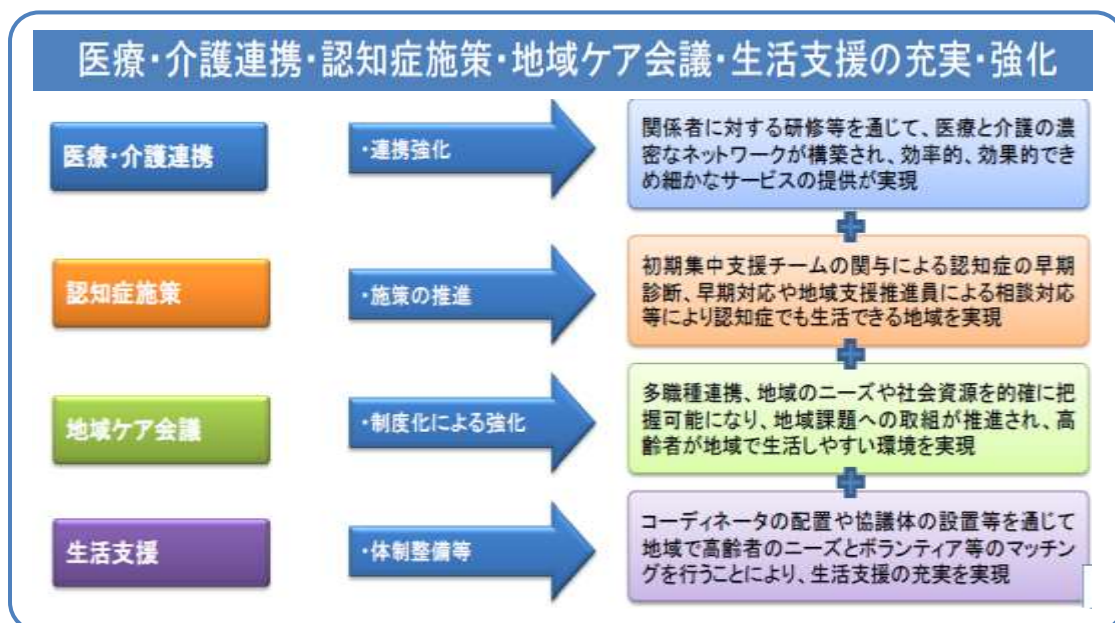 医療・介護連携・認知症施策・地域ケア会議・生活支援の充実・強化
医療・介護連携
・連携強化
関係者に対する研修等を通じて、医療と介護の濃
密なネットワークが構築され、効率的、効果的でき
め細かなサービスの提供が実現
認知症施策
・施策の推進
初期集中支援チームの関与による認知症の早期
診断、早期対応や地域支援推進員による相談対応
等により認知症でも生活できる地域を実現
地域ケア会議
・制度化による強化
多職種連携、地域のニーズや社会資源を的確に把
握可能になり、地域課題への取組が推進され、高
齢者が地域で生活しやすい環境を実現
生活支援
・体制整備等
コーディネータの配置や協議体の設置等を通じて
地域で高齢者のニーズとボランティア等のマッチン
グを行うことにより、生活支援の充実を実現